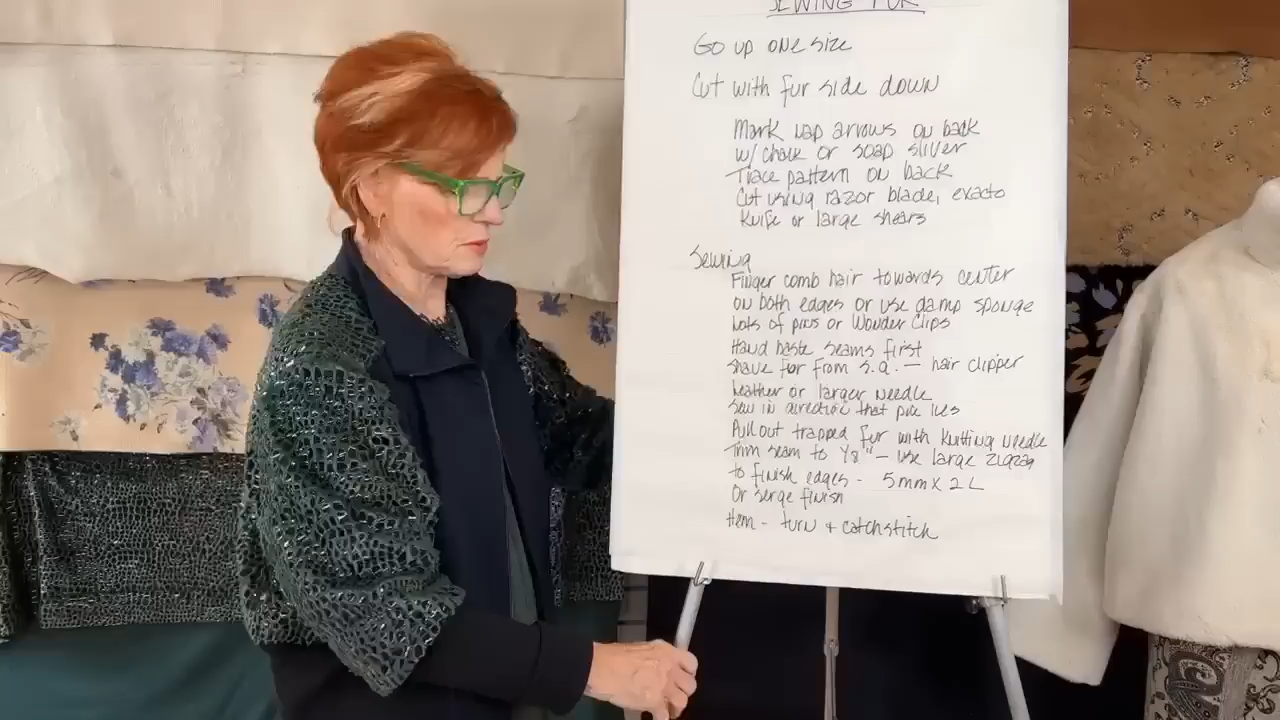 SEWING FUR
Go up one size
Cut with fur side down
Mark nap arrows on back
w/ chalk or soap sliver
Trace pattern on back
Cut using razor blade, exacto
knife or large shears
Sewing
Finger comb hair towards center
on both edges or use damp sponge
Lots of pins or Wonder Clips
Hand baste seams first
Shave fur from s.a. — hair clipper
Leather or larger needle
Sew in direction that pile lies
Pull out trapped fur with knitting needle
Trim seam to 1/8" — use large zigzag
to finish edges - 5mm x 2 L
Or serge finish
Hem - turn + catchstitch